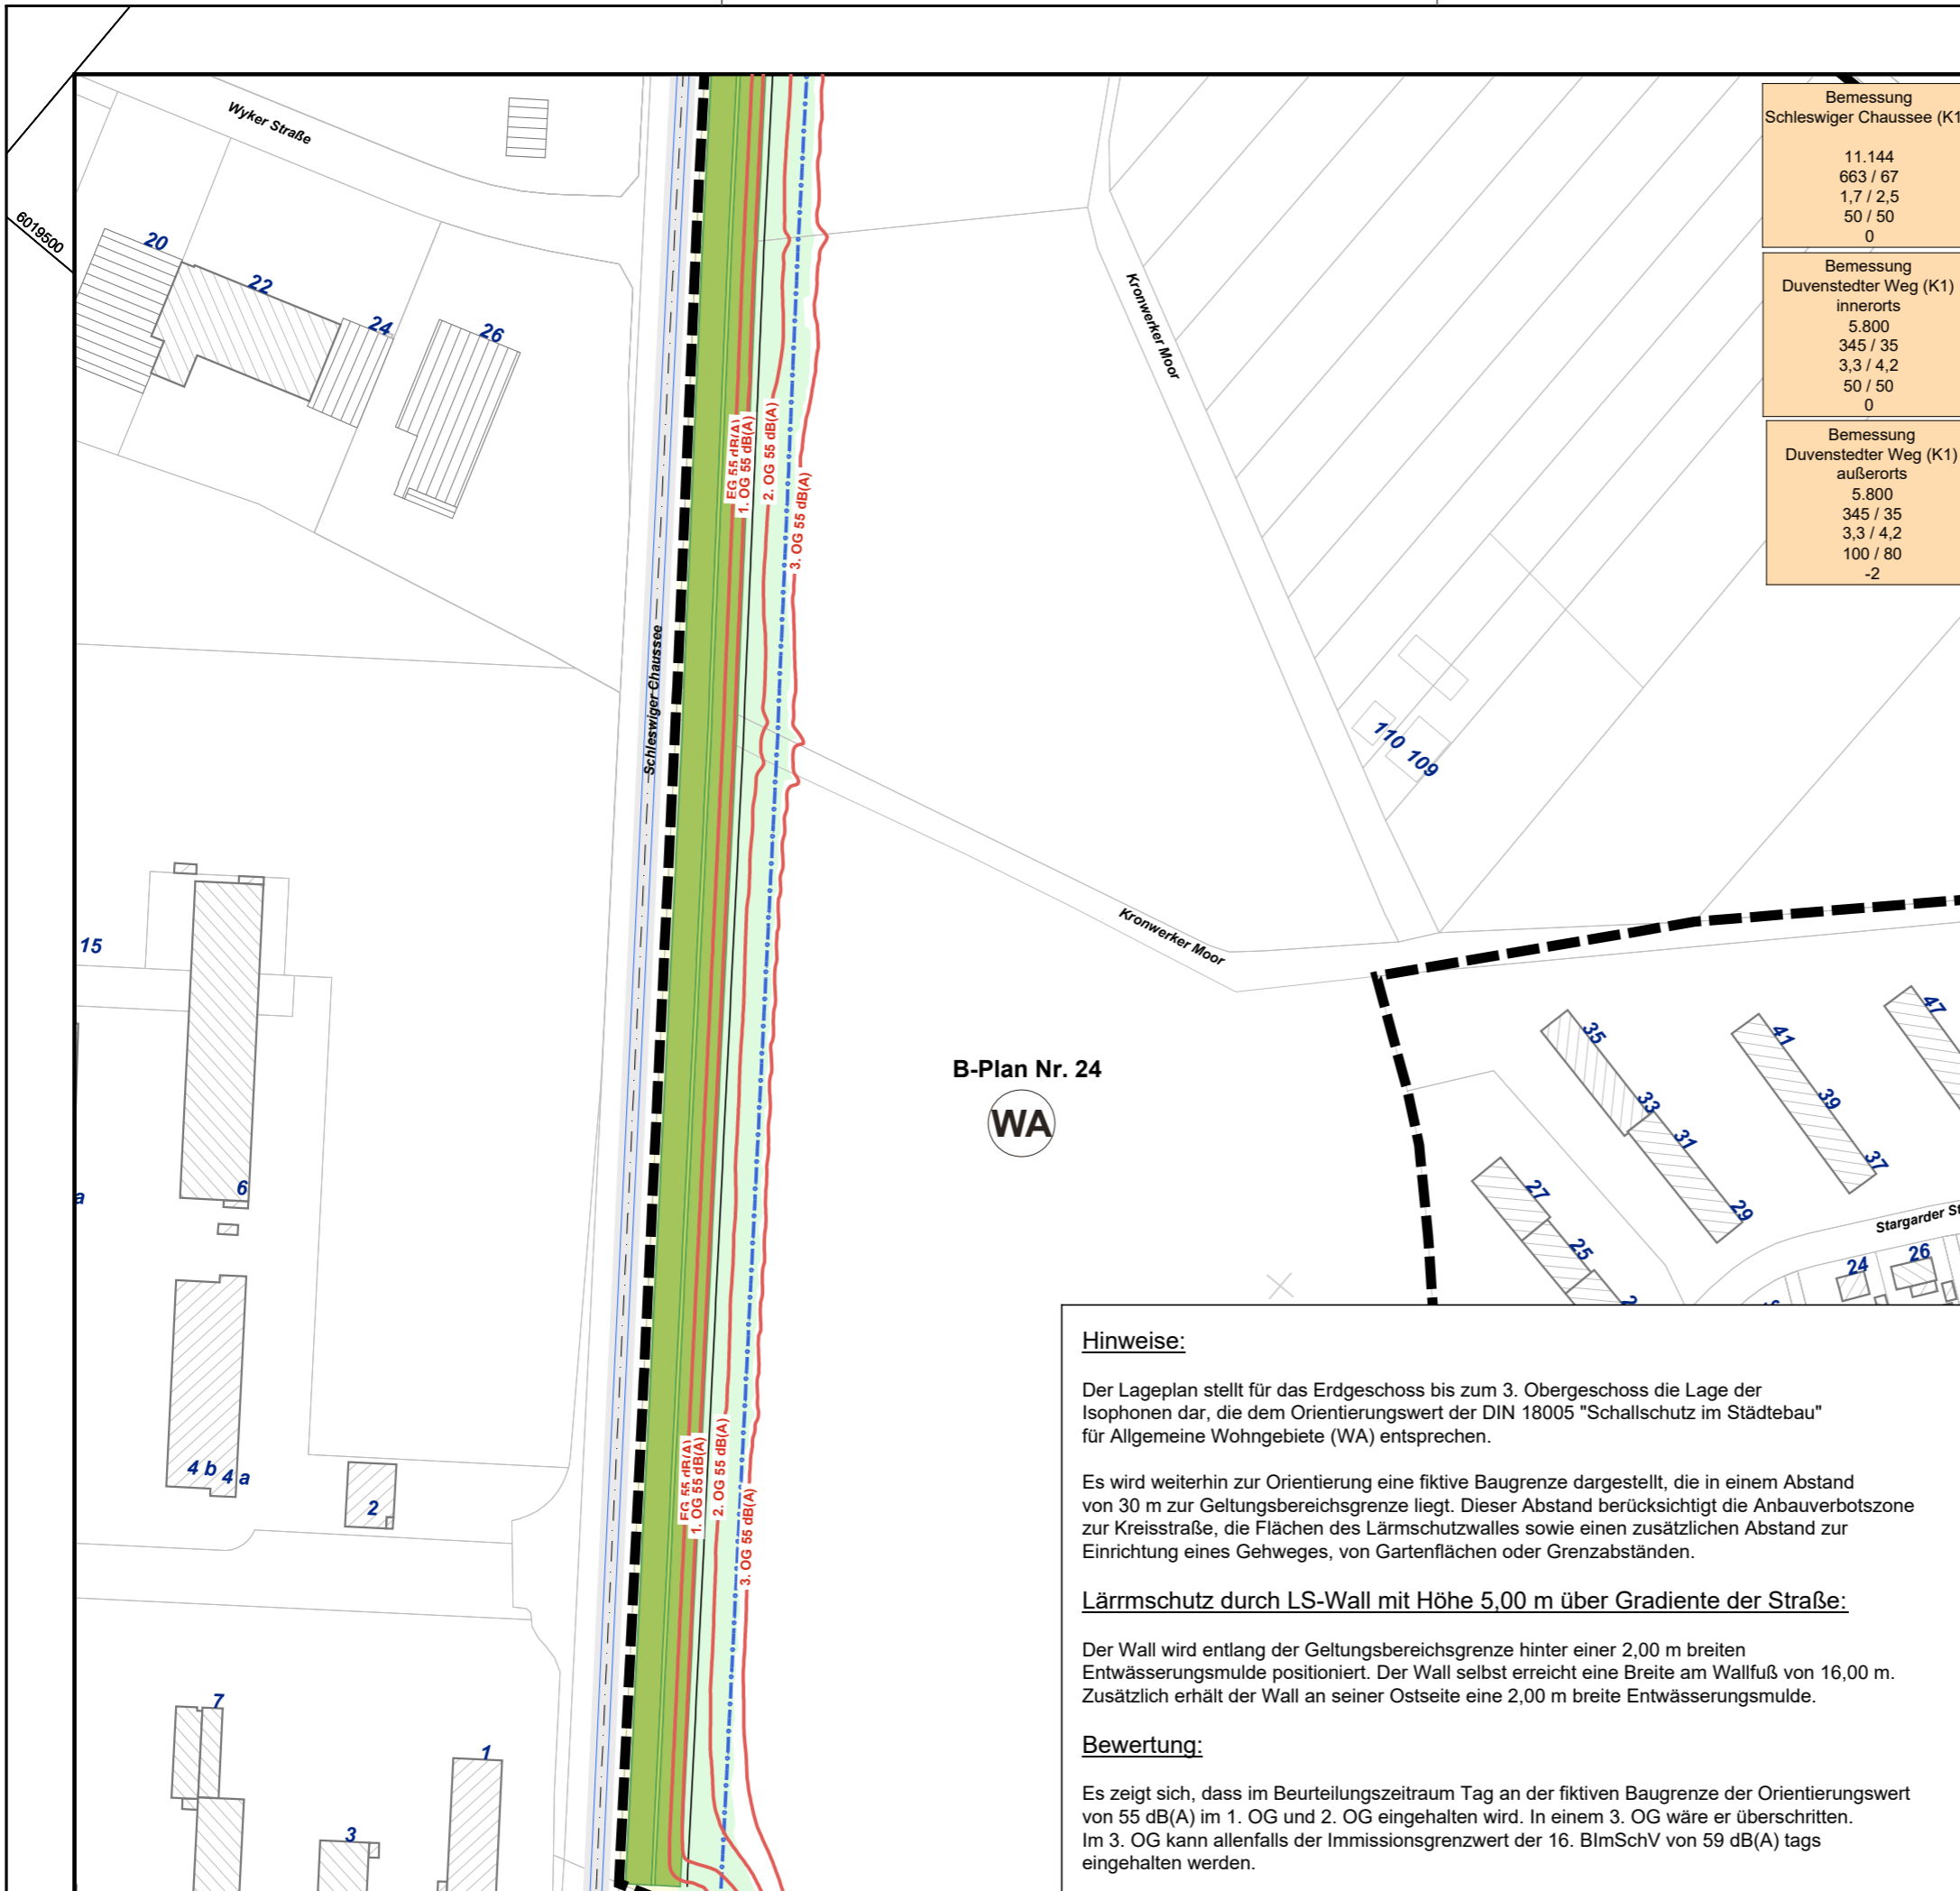 Wyker Straße
6019500
20
22
24
26
Schleswiger Chaussee
EG 55 dB(A)
1. OG 55 dB(A)
2. OG 55 dB(A)
3. OG 55 dB(A)
Kronwerker Moor
110 109
Bemessung
Schleswiger Chaussee (K1
11.144
663 / 67
1,7 / 2,5
50 / 50
0
Bemessung
Duvenstedter Weg (K1)
innerorts
5.800
345 / 35
3,3 / 4,2
50 / 50
0
Bemessung
Duvenstedter Weg (K1)
außerorts
5.800
345 / 35
3,3 / 4,2
100 / 80
-2
Kronwerker Moor
15
a
6
4 b 4 a
2
7
3
1
B-Plan Nr. 24
WA
35
33
31
29
41
39
37
47
27
25
2
Stargarder St
24
26
EG 55 dB(A)
1. OG 55 dB(A)
2. OG 55 dB(A)
3. OG 55 dB(A)
Hinweise:
Der Lageplan stellt für das Erdgeschoss bis zum 3. Obergeschoss die Lage der
Isophonen dar, die dem Orientierungswert der DIN 18005 "Schallschutz im Städtebau"
für Allgemeine Wohngebiete (WA) entsprechen.
Es wird weiterhin zur Orientierung eine fiktive Baugrenze dargestellt, die in einem Abstand
von 30 m zur Geltungsbereichsgrenze liegt. Dieser Abstand berücksichtigt die Anbauverbotszone
zur Kreisstraße, die Flächen des Lärmschutzwalles sowie einen zusätzlichen Abstand zur
Einrichtung eines Gehweges, von Gartenflächen oder Grenzabständen.
Lärrmschutz durch LS-Wall mit Höhe 5,00 m über Gradiente der Straße:
Der Wall wird entlang der Geltungsbereichsgrenze hinter einer 2,00 m breiten
Entwässerungsmulde positioniert. Der Wall selbst erreicht eine Breite am Wallfuß von 16,00 m.
Zusätzlich erhält der Wall an seiner Ostseite eine 2,00 m breite Entwässerungsmulde.
Bewertung:
Es zeigt sich, dass im Beurteilungszeitraum Tag an der fiktiven Baugrenze der Orientierungswert
von 55 dB(A) im 1. OG und 2. OG eingehalten wird. In einem 3. OG wäre er überschritten.
Im 3. OG kann allenfalls der Immissionsgrenzwert der 16. BImSchV von 59 dB(A) tags
eingehalten werden.